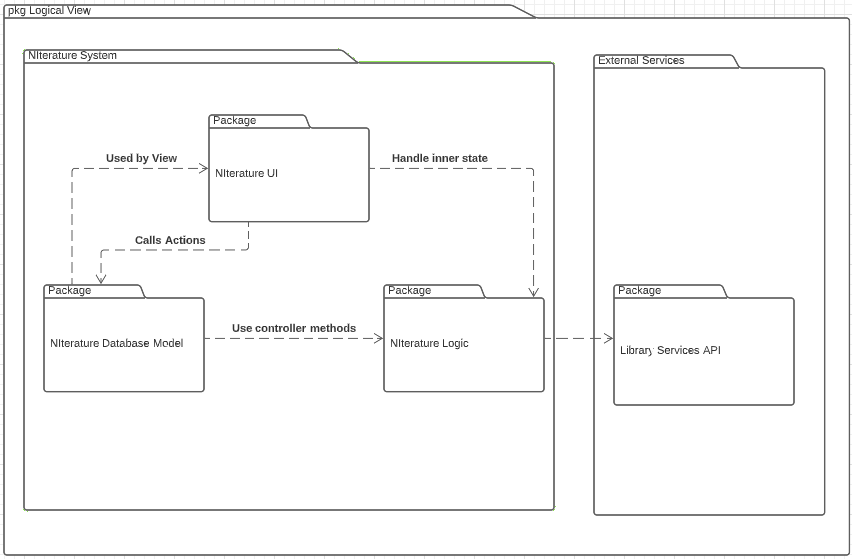 pkg Logical View
NIterature System
External Services
Package
NIterature UI
Used by View
Handle inner state
Calls Actions
Package
NIterature Database Model
Use controller methods
Package
NIterature Logic
Package
Library Services API